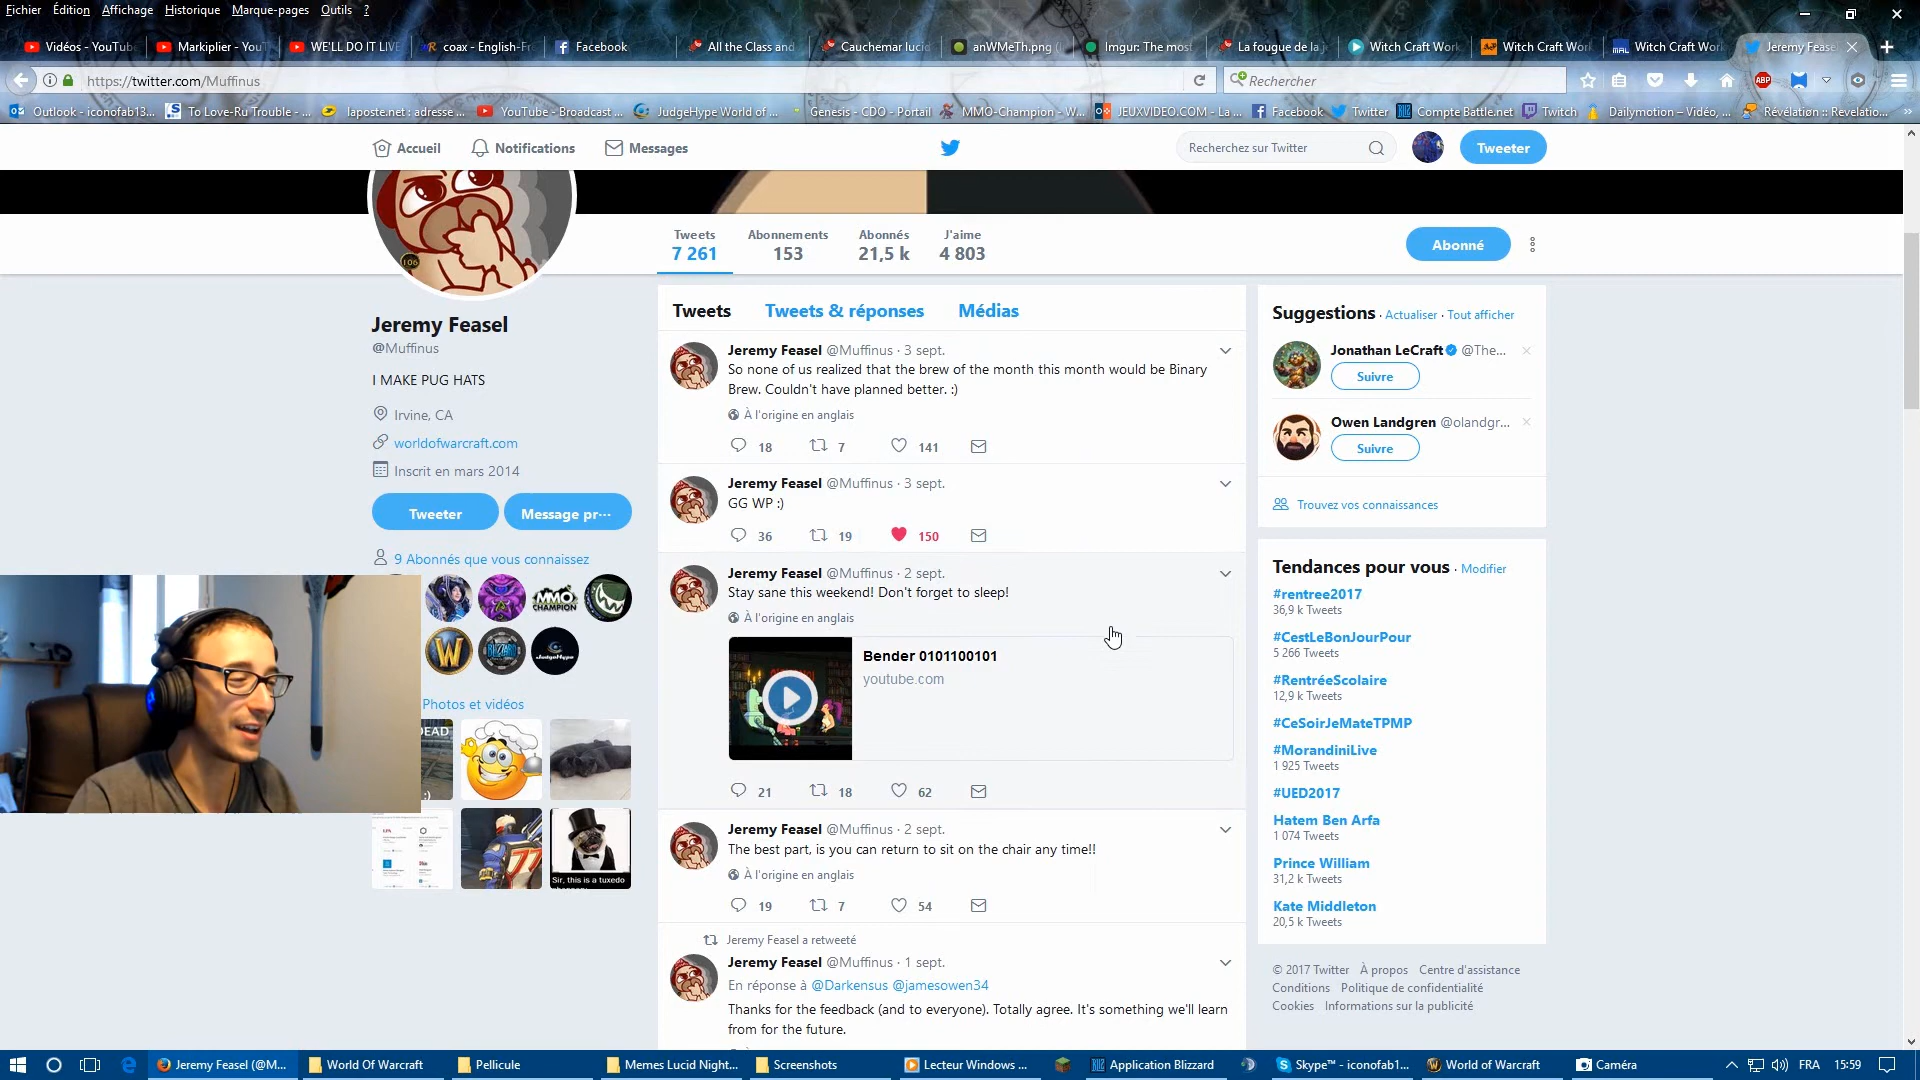 Fichier Édition Affichage Historique Marque-pages Outils ?
Vidéos - YouTube
Markiplier - YouT
WE'LL DO IT LIVE
coax - English-Fr
Facebook
All the Class and
Cauchemar lucid
anWMeTh.png (
Imgur: The most
La fougue de la j
Witch Craft Work
Witch Craft Work
Witch Craft Work
Jeremy Feasel
https://twitter.com/Muffinus
Rechercher
Outlook - iconofab13...
To Love-Ru Trouble - ...
laposte.net : adresse ...
YouTube - Broadcast ...
JudgeHype World of ...
Genesis - CDO - Portail
MMO-Champion - W...
JEUXVIDEO.COM - La ...
Facebook
Twitter
Compte Battle.net
Twitch
Dailymotion – Vidéo, ...
Révélation :: Revelatio...
Accueil Notifications Messages
Recherchez sur Twitter
Tweeter
Tweets Abonnements Abonnés J'aime
7 261 153 21,5 k 4 803
Abonné
106
Jeremy Feasel
@Muffinus
I MAKE PUG HATS
Irvine, CA
worldofwarcraft.com
Inscrit en mars 2014
Tweeter
Message pr···
9 Abonnés que vous connaissez
MMO
CHAMPION
JudgeHype
Photos et vidéos
DEAD
:)
77
Sir, this is a tuxedo
Tweets Tweets & réponses Médias
Jeremy Feasel @Muffinus · 3 sept.
So none of us realized that the brew of the month this month would be Binary
Brew. Couldn't have planned better. :)
À l'origine en anglais
18 7 141
Jeremy Feasel @Muffinus · 3 sept.
GG WP :)
36 19 150
Jeremy Feasel @Muffinus · 2 sept.
Stay sane this weekend! Don't forget to sleep!
À l'origine en anglais
Bender 0101100101
youtube.com
21 18 62
Jeremy Feasel @Muffinus · 2 sept.
The best part, is you can return to sit on the chair any time!!
À l'origine en anglais
19 7 54
Jeremy Feasel a retweeté
Jeremy Feasel @Muffinus · 1 sept.
En réponse à @Darkensus @jamesowen34
Thanks for the feedback (and to everyone). Totally agree. It's something we'll learn
from for the future.
Suggestions · Actualiser · Tout afficher
Jonathan LeCraft @The...
Suivre
Owen Landgren @olandgr...
Suivre
Trouvez vos connaissances
Tendances pour vous · Modifier
#rentree2017
36,9 k Tweets
#CestLeBonJourPour
5 266 Tweets
#RentréeScolaire
12,9 k Tweets
#CeSoirJeMateTPMP
#MorandiniLive
1 925 Tweets
#UED2017
Hatem Ben Arfa
1 074 Tweets
Prince William
31,2 k Tweets
Kate Middleton
20,5 k Tweets
© 2017 Twitter À propos Centre d'assistance
Conditions Politique de confidentialité
Cookies Informations sur la publicité
Jeremy Feasel (@M...
World Of Warcraft
Pellicule
Memes Lucid Night...
Screenshots
Lecteur Windows ...
Application Blizzard
Skype™ - iconofab1...
World of Warcraft
Caméra
FRA 15:59